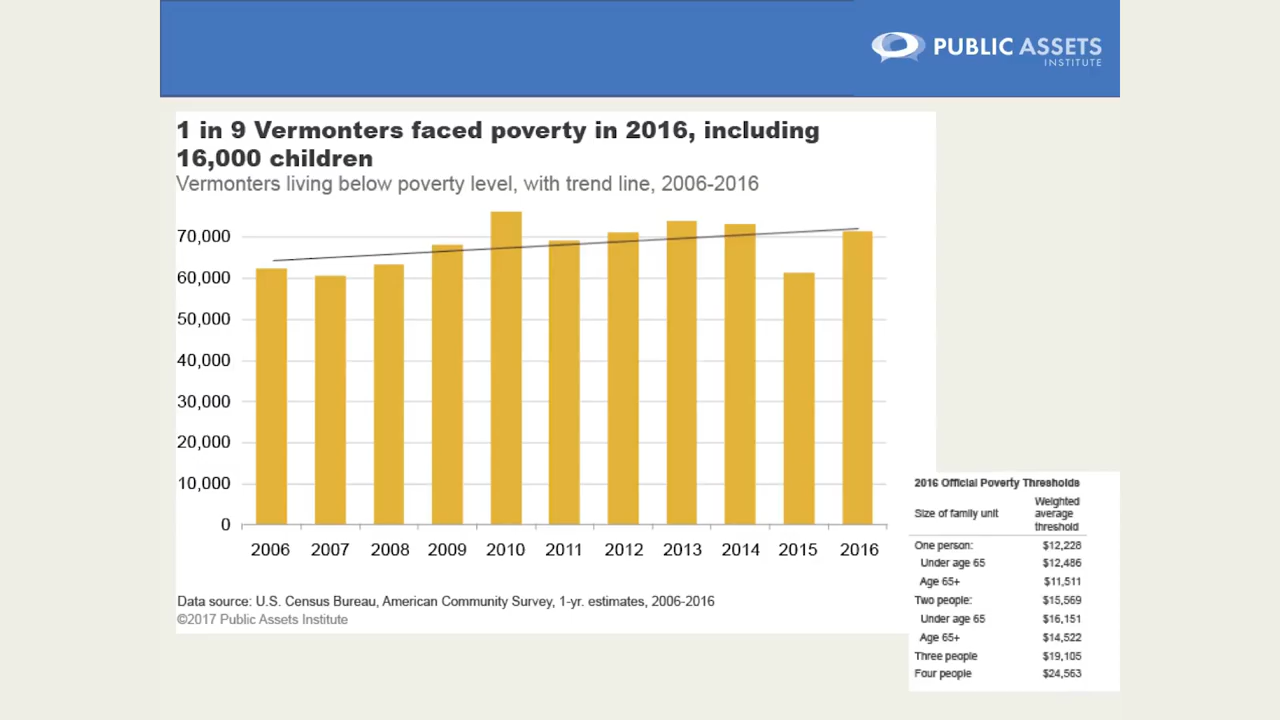 PUBLIC ASSETS
INSTITUTE
1 in 9 Vermonters faced poverty in 2016, including
16,000 children
Vermonters living below poverty level, with trend line, 2006-2016
70,000
60,000
50,000
40,000
30,000
20,000
10,000
0
2006 2007 2008 2009 2010 2011 2012 2013 2014 2015 2016
Data source: U.S. Census Bureau, American Community Survey, 1-yr. estimates, 2006-2016
©2017 Public Assets Institute
2016 Official Poverty Thresholds
Size of family unit Weighted average threshold
One person: $12,228
Under age 65 $12,486
Age 65+ $11,511
Two people: $15,569
Under age 65 $16,151
Age 65+ $14,522
Three people $19,105
Four people $24,563